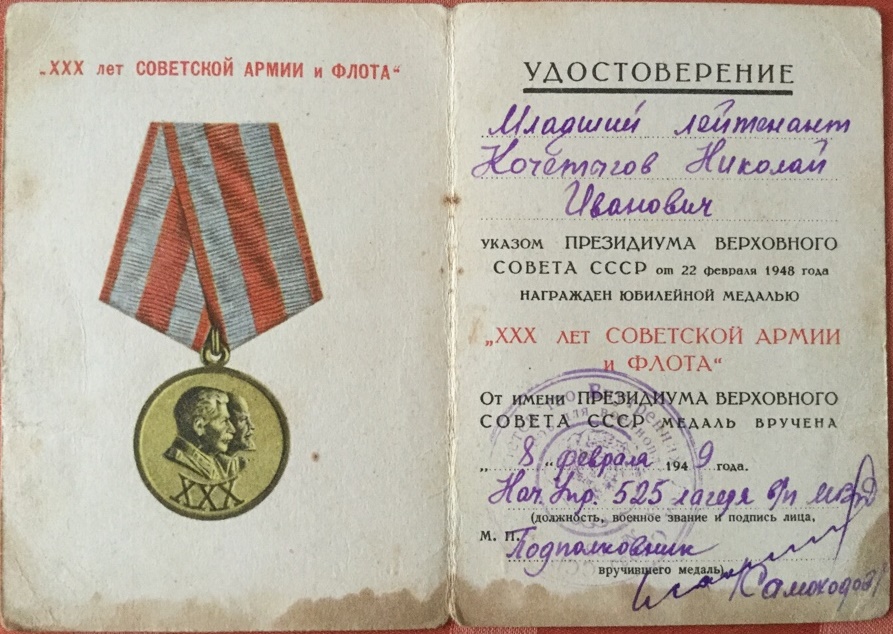 „XXX лет СОВЕТСКОЙ АРМИИ и ФЛОТА“
XXX
УДОСТОВЕРЕНИЕ
Младший лейтенант
Кочетыгов Николай
Иванович
УКАЗОМ ПРЕЗИДИУМА ВЕРХОВНОГО
СОВЕТА СССР от 22 февраля 1948 года
НАГРАЖДЕН ЮБИЛЕЙНОЙ МЕДАЛЬЮ
„XXX ЛЕТ СОВЕТСКОЙ АРМИИ
и ФЛОТА“
От имени ПРЕЗИДИУМА ВЕРХОВНОГО
СОВЕТА СССР МЕДАЛЬ ВРУЧЕНА
„8“ февраля 1949 года.
Нач. Упр. 525 лагеря в/п МВД
(должность, военное звание и подпись лица,
М. П. Подполковник
вручившего медаль)
Самоходов